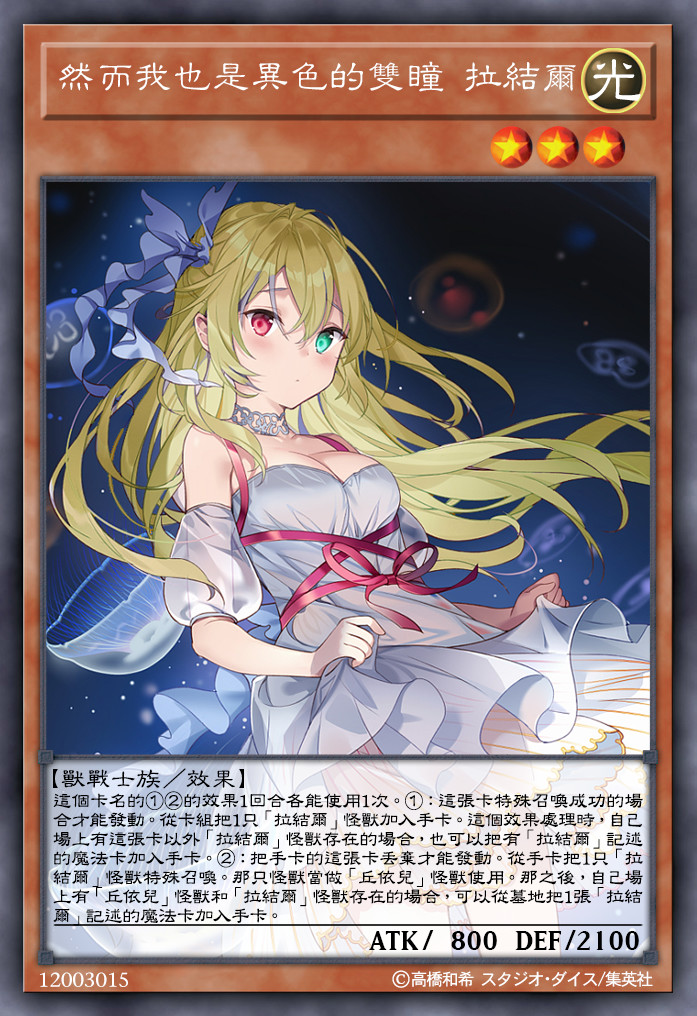 然而我也是異色的雙瞳 拉結爾
光
【獸戰士族／效果】
這個卡名的①②的效果1回合各能使用1次。①：這張卡特殊召喚成功的場
合才能發動。從卡組把1只「拉結爾」怪獸加入手卡。這個效果處理時，自己
場上有這張卡以外「拉結爾」怪獸存在的場合，也可以把有「拉結爾」記述
的魔法卡加入手卡。②：把手卡的這張卡丟棄才能發動。從手卡把1只「拉
結爾」怪獸特殊召喚。那只怪獸當做「丘依兒」怪獸使用。那之後，自己場
上有「丘依兒」怪獸和「拉結爾」怪獸存在的場合，可以從墓地把1張「拉結
爾」記述的魔法卡加入手卡。
ATK/ 800 DEF/2100
12003015
©高橋和希 スタジオ・ダイス/集英社